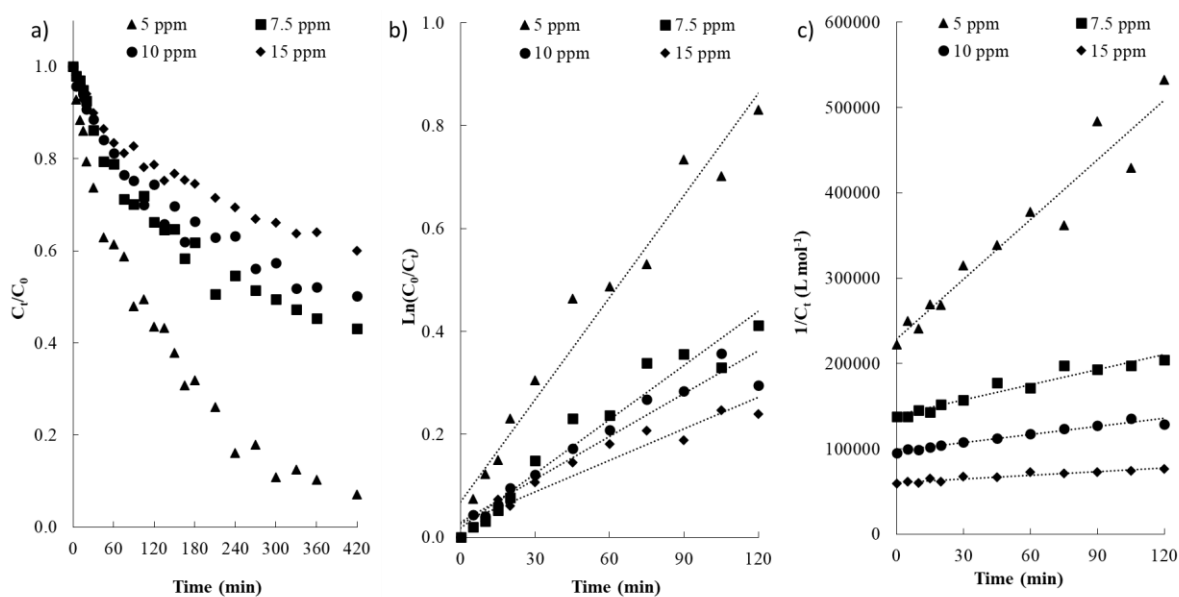 a)
5 ppm
7.5 ppm
10 ppm
15 ppm
1.0
0.8
0.6
0.4
0.2
0.0
Cₜ/C₀
0 60 120 180 240 300 360 420
Time (min)
b)
5 ppm
7.5 ppm
10 ppm
15 ppm
1.0
0.8
0.6
0.4
0.2
0.0
Ln(C₀/Cₜ)
0 30 60 90 120
Time (min)
c)
5 ppm
7.5 ppm
10 ppm
15 ppm
600000
500000
400000
300000
200000
100000
0
1/Cₜ (L mol⁻¹)
0 30 60 90 120
Time (min)